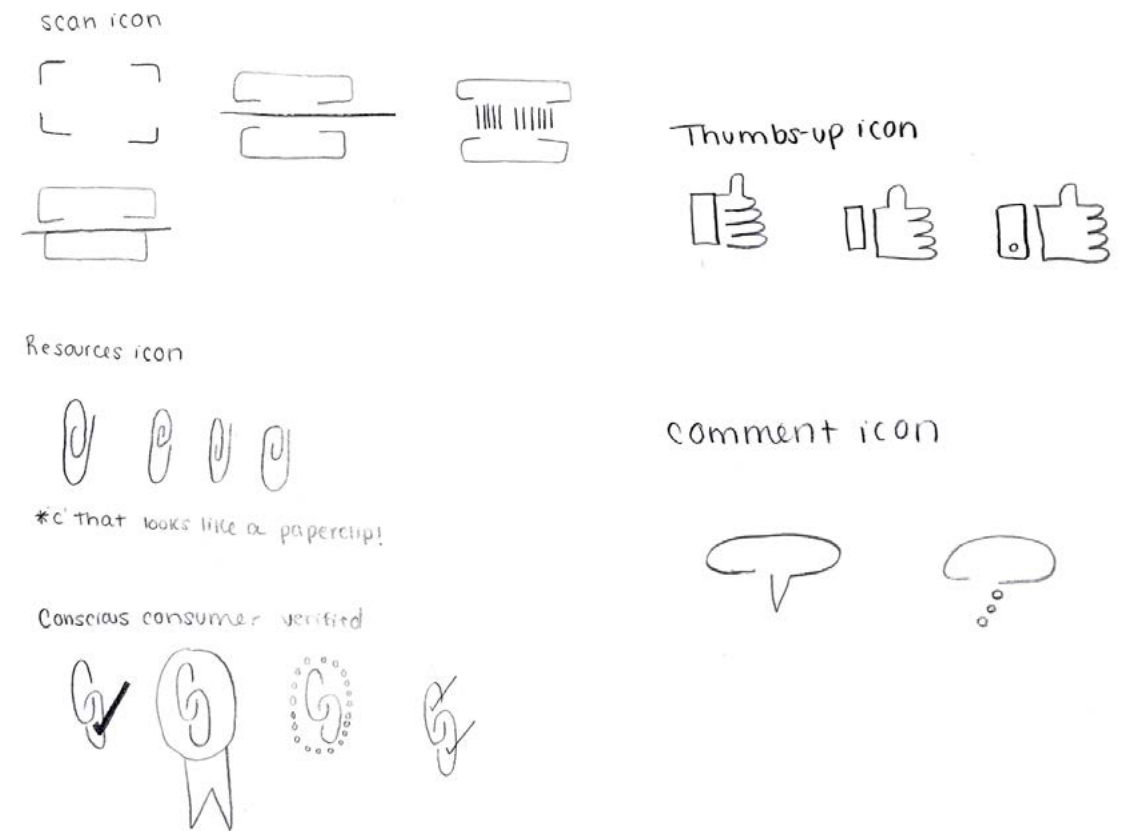 scan icon
Thumbs-up icon
Resources icon
comment icon
*'c' that looks like a paperclip!
Conscious consumer verified